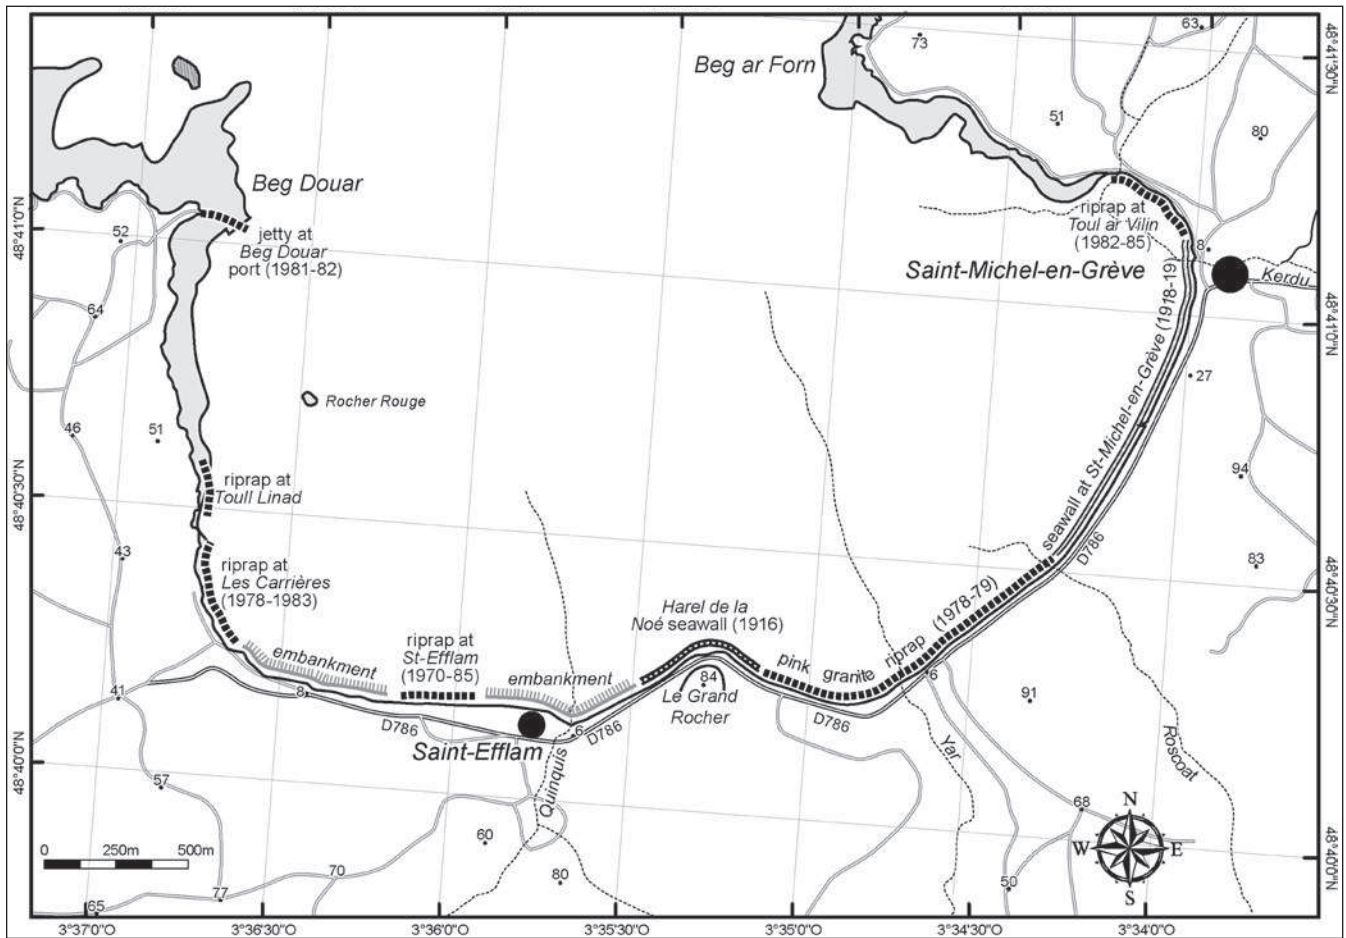 63
73
Beg ar Forn
51
80
48°41'30"N
Beg Douar
52
jetty at
Beg Douar
port (1981-82)
48°41'0"N
riprap at
Toul ar Vilin
(1982-85)
8
Saint-Michel-en-Grève
Kerdu
64
48°41'0"N
27
Rocher Rouge
46
51
seawall at St-Michel-en-Grève (1918-19)
94
riprap at
Toull Linad
48°40'30"N
43
D786
83
riprap at
Les Carrières
(1978-1983)
48°40'30"N
Harel de la
Noé seawall (1916)
riprap at
St-Efflam
(1970-85)
embankment
embankment
pink granite riprap (1978-79)
84
Le Grand
Rocher
6
91
41
8
D786
6
D786
D786
Saint-Efflam
Quinquis
Yar
Roscoat
48°40'0"N
57
60
80
68
50
N
W E
S
48°40'0"N
0 250m 500m
70
77
65
3°37'0"O
3°36'30"O
3°36'0"O
3°35'30"O
3°35'0"O
3°34'30"O
3°34'0"O